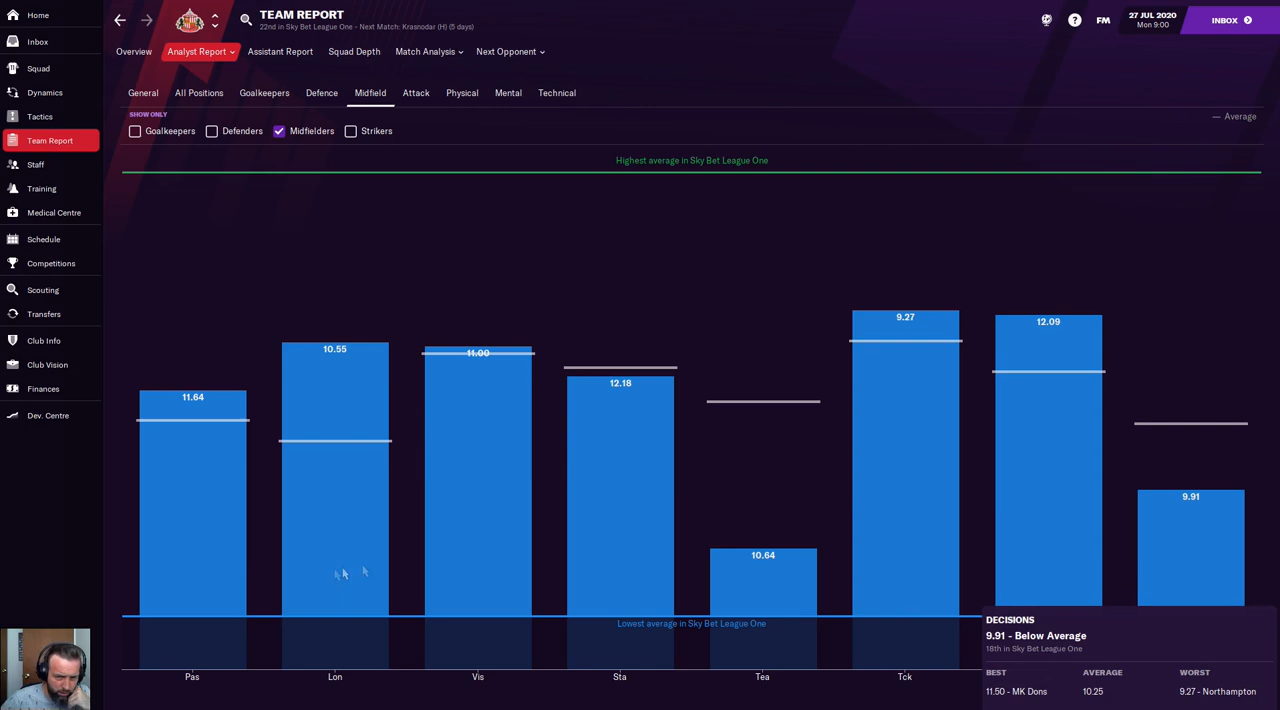 Home
TEAM REPORT
22nd in Sky Bet League One - Next Match: Krasnodar (H) (5 days)
?
FM
27 JUL 2020
Mon 9:00
INBOX
Inbox
Overview
Analyst Report
Assistant Report
Squad Depth
Match Analysis
Next Opponent
Squad
Dynamics
General
All Positions
Goalkeepers
Defence
Midfield
Attack
Physical
Mental
Technical
Tactics
SHOW ONLY
Average
Goalkeepers
Defenders
Midfielders
Strikers
Team Report
Staff
Highest average in Sky Bet League One
Training
Medical Centre
Schedule
Competitions
Scouting
Transfers
Club Info
Club Vision
Finances
Dev. Centre
11.64
10.55
11.00
12.18
10.64
9.27
12.09
9.91
Lowest average in Sky Bet League One
Pas
Lon
Vis
Sta
Tea
Tck
DECISIONS
9.91 - Below Average
18th in Sky Bet League One
BEST
AVERAGE
WORST
11.50 - MK Dons
10.25
9.27 - Northampton